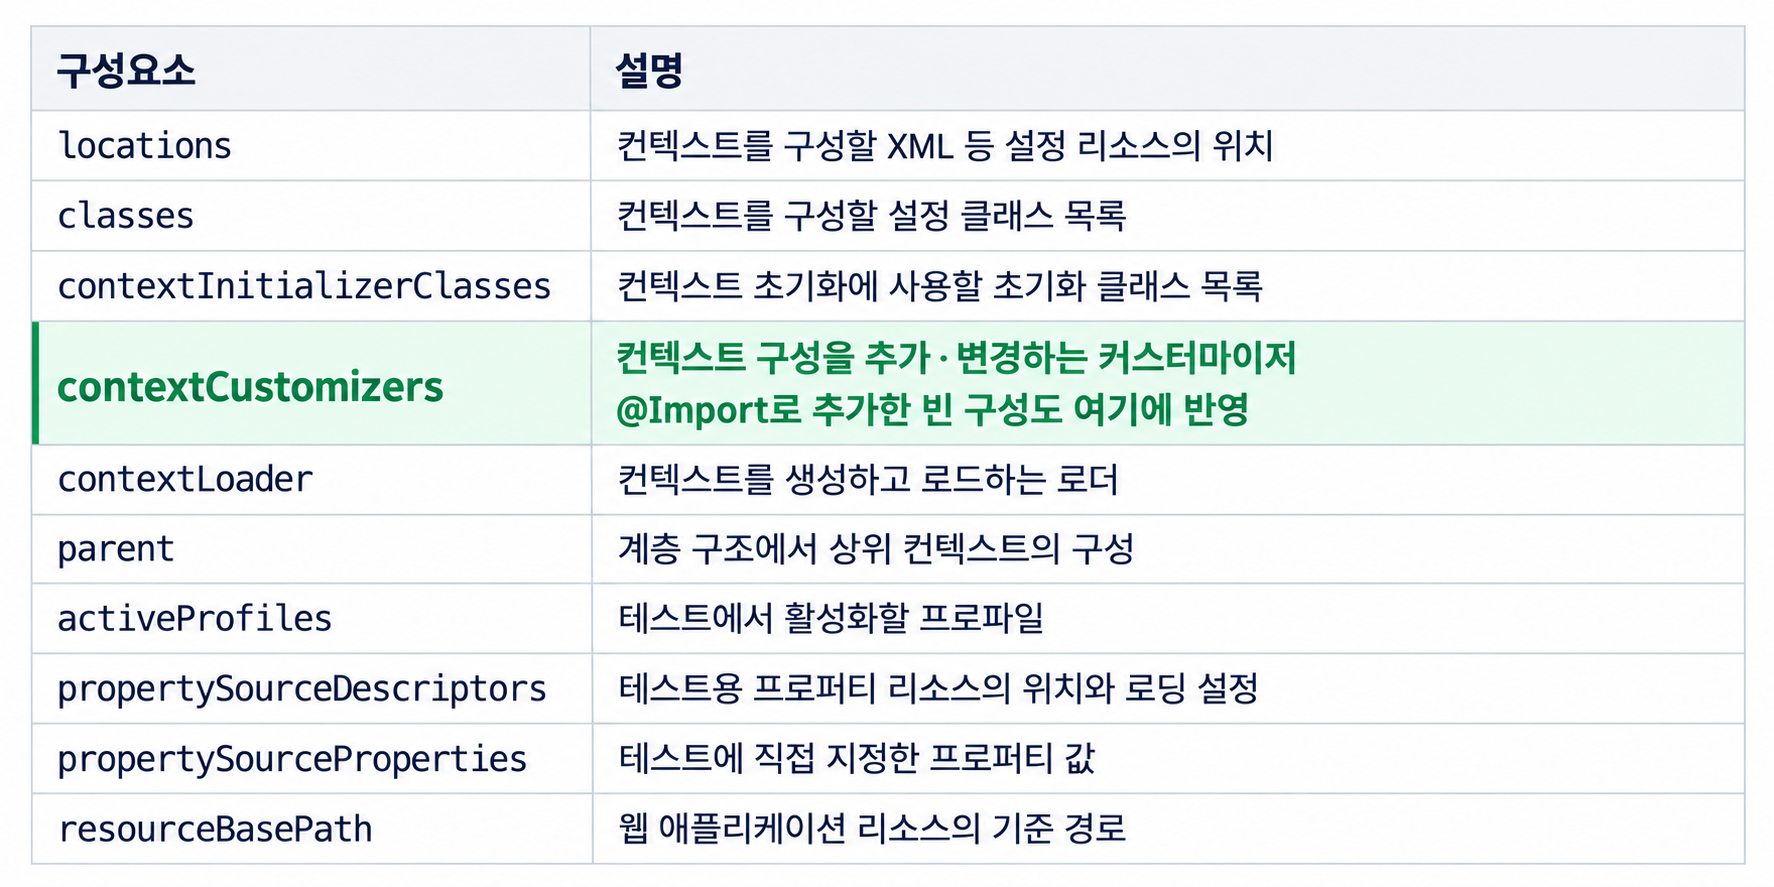 구성요소 설명
locations 컨텍스트를 구성할 XML 등 설정 리소스의 위치
classes 컨텍스트를 구성할 설정 클래스 목록
contextInitializerClasses 컨텍스트 초기화에 사용할 초기화 클래스 목록
contextCustomizers 컨텍스트 구성을 추가·변경하는 커스터마이저
@Import로 추가한 빈 구성도 여기에 반영
contextLoader 컨텍스트를 생성하고 로드하는 로더
parent 계층 구조에서 상위 컨텍스트의 구성
activeProfiles 테스트에서 활성화할 프로파일
propertySourceDescriptors 테스트용 프로퍼티 리소스의 위치와 로딩 설정
propertySourceProperties 테스트에 직접 지정한 프로퍼티 값
resourceBasePath 웹 애플리케이션 리소스의 기준 경로